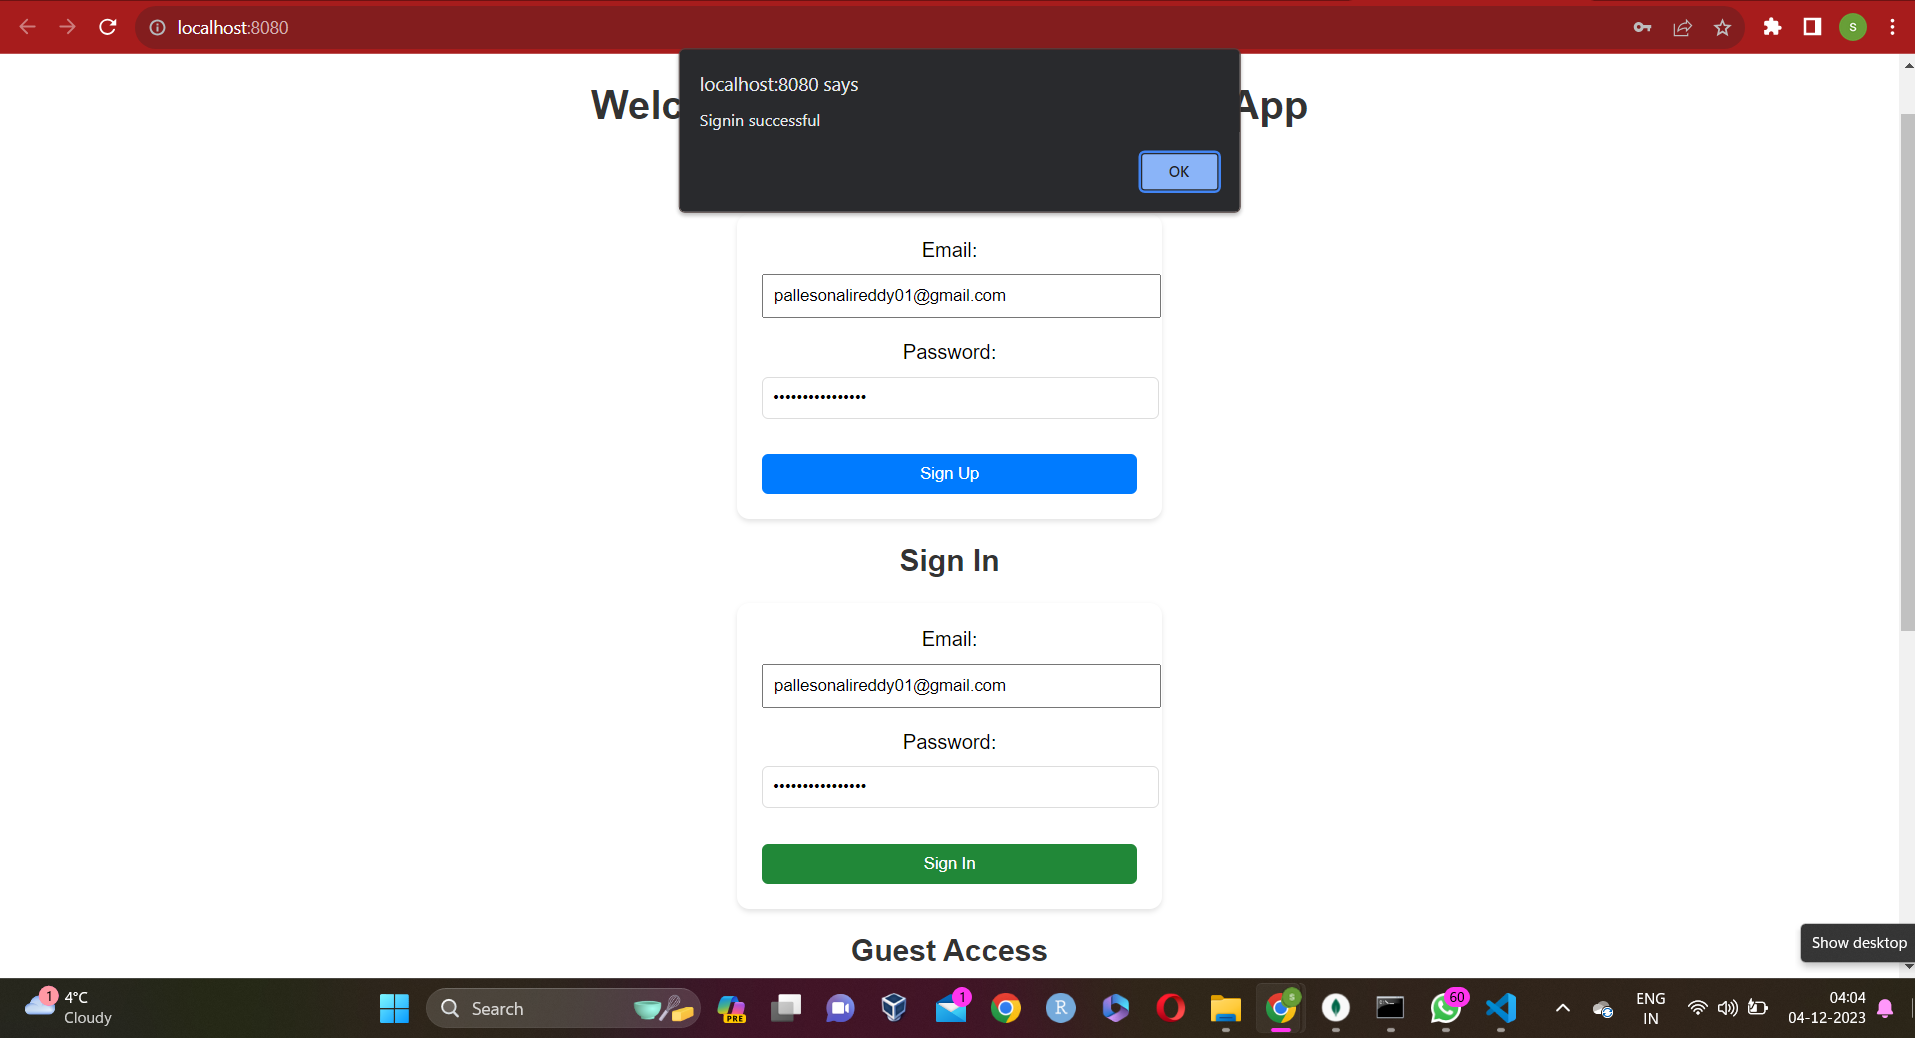 localhost:8080
S
localhost:8080 says
Signin successful
OK
Welc
App
Email:
pallesonalireddy01@gmail.com
Password:
••••••••••••••••
Sign Up
Sign In
Email:
pallesonalireddy01@gmail.com
Password:
••••••••••••••••
Sign In
Guest Access
Show desktop
1
4°C
Cloudy
Search
PRE
1
R
S
60
ENG
IN
04:04
04-12-2023